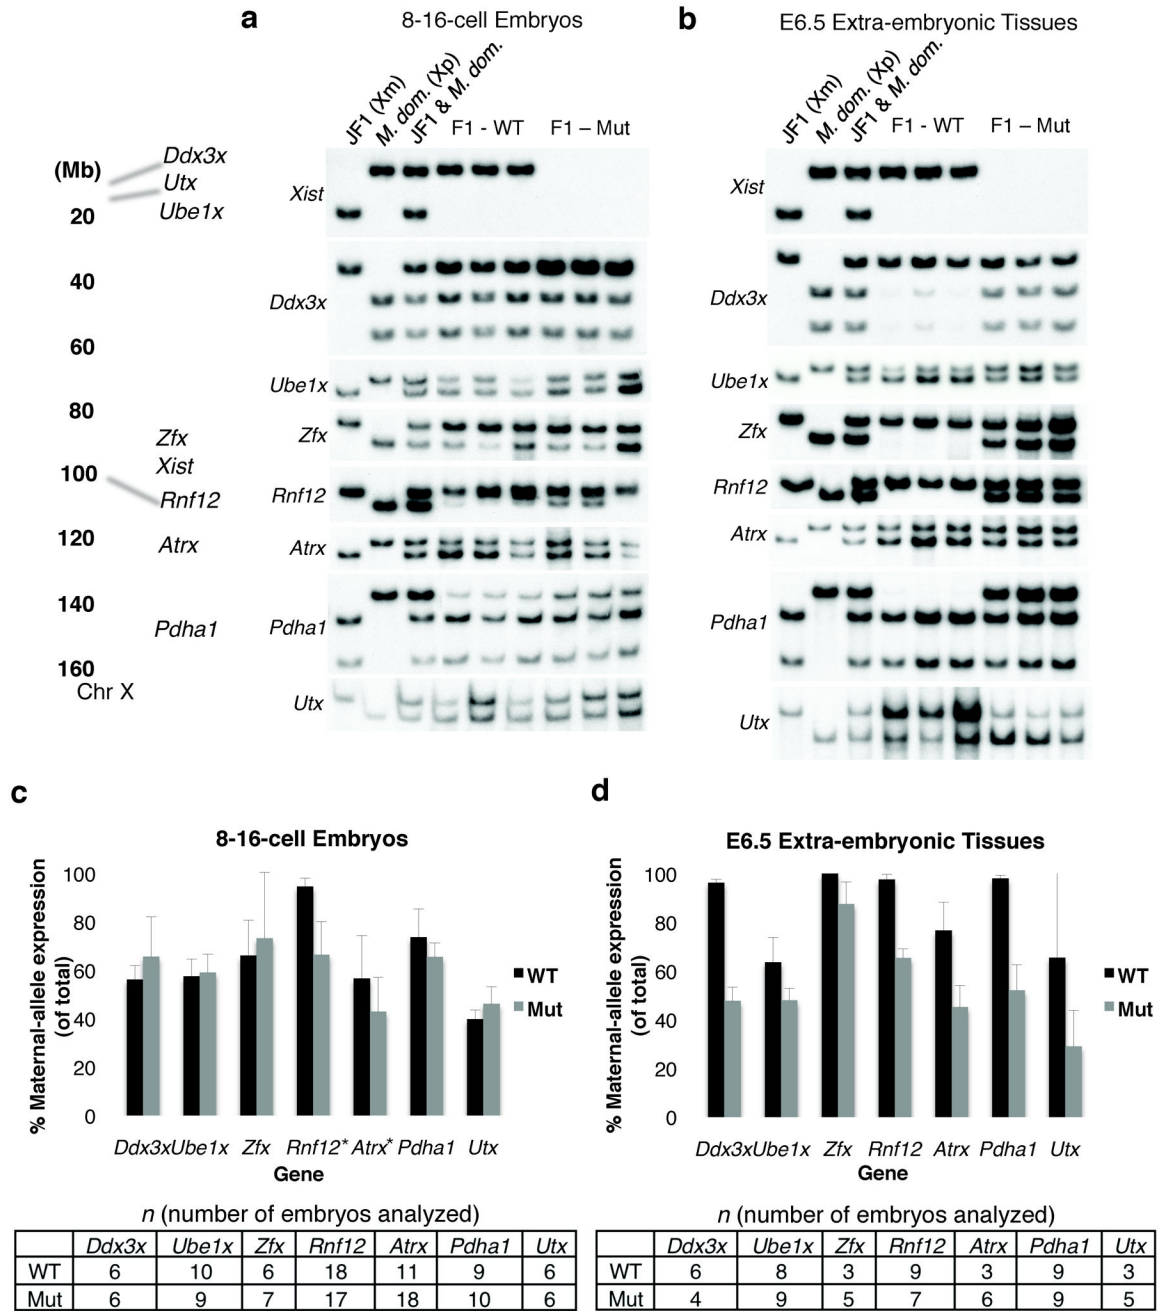 a
8-16-cell Embryos
JF1 (Xm)
M. dom. (Xp)
JF1 & M. dom.
F1 - WT
F1 – Mut
b
E6.5 Extra-embryonic Tissues
JF1 (Xm)
M. dom. (Xp)
JF1 & M. dom.
F1 - WT
F1 – Mut
(Mb)
20
40
60
80
100
120
140
160
Chr X
Ddx3x
Utx
Ube1x
Zfx
Xist
Rnf12
Atrx
Pdha1
Xist
Ddx3x
Ube1x
Zfx
Rnf12
Atrx
Pdha1
Utx
Xist
Ddx3x
Ube1x
Zfx
Rnf12
Atrx
Pdha1
Utx
c
8-16-cell Embryos
% Maternal-allele expression
(of total)
100
80
60
40
20
0
WT
Mut
Ddx3x Ube1x Zfx Rnf12* Atrx* Pdha1 Utx
Gene
n (number of embryos analyzed)
Ddx3x Ube1x Zfx Rnf12 Atrx Pdha1 Utx
WT 6 10 6 18 11 9 6
Mut 6 9 7 17 18 10 6
d
E6.5 Extra-embryonic Tissues
% Maternal-allele expression
(of total)
100
80
60
40
20
0
WT
Mut
Ddx3x Ube1x Zfx Rnf12 Atrx Pdha1 Utx
Gene
n (number of embryos analyzed)
Ddx3x Ube1x Zfx Rnf12 Atrx Pdha1 Utx
WT 6 8 3 9 3 9 3
Mut 4 9 5 7 6 9 5